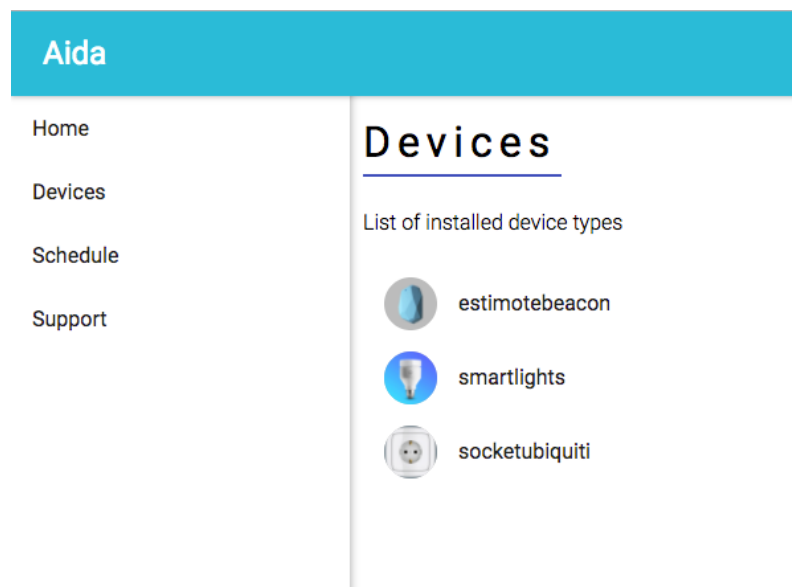 Aida
Home
Devices
Schedule
Support
Devices
List of installed device types
estimotebeacon
smartlights
socketubiquiti